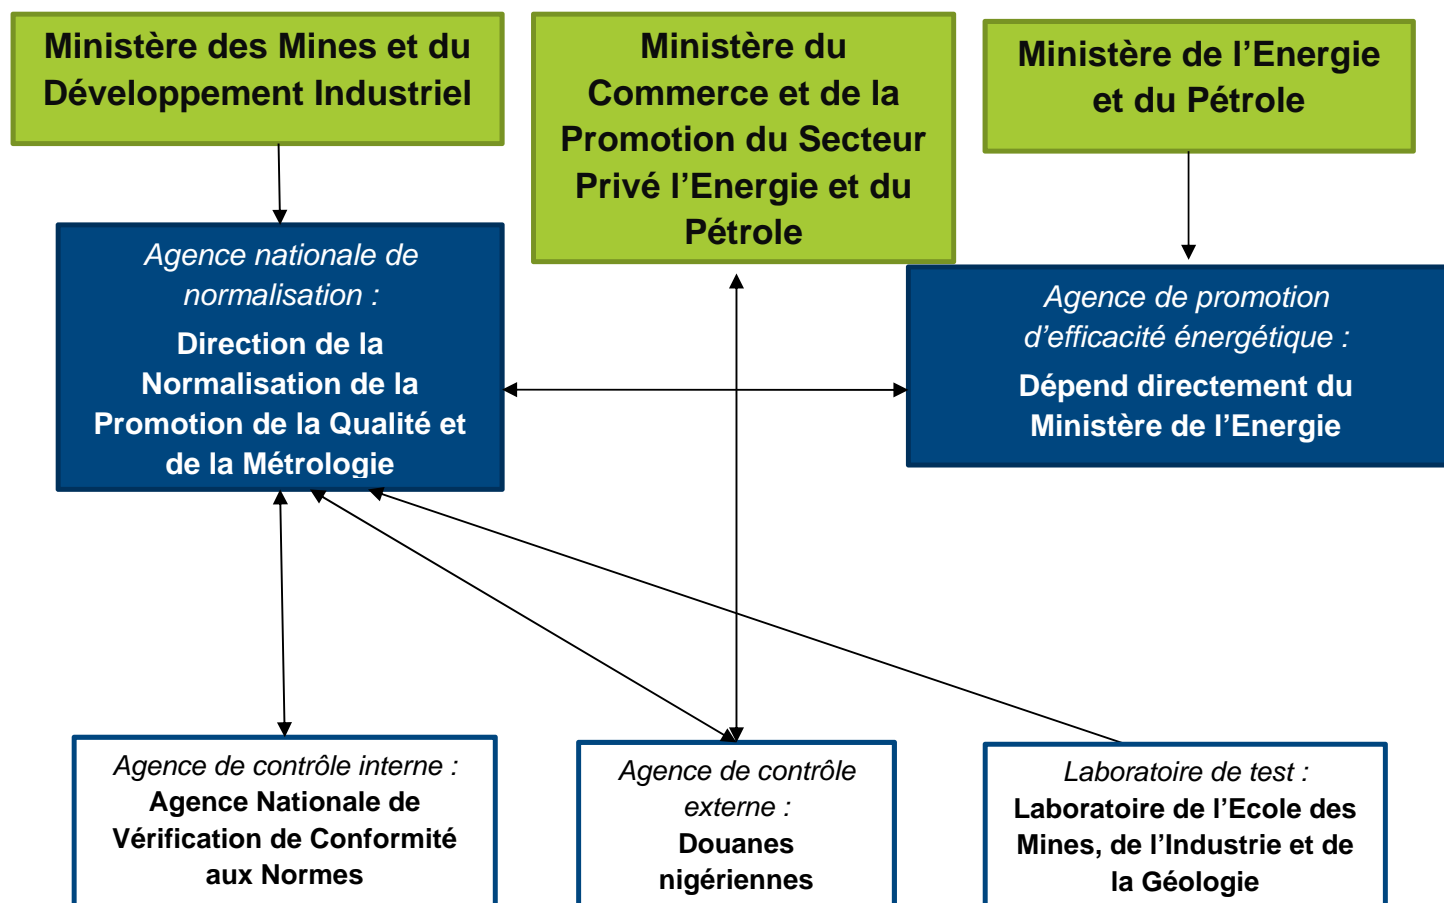 Ministère des Mines et du
Développement Industriel
Ministère du
Commerce et de la
Promotion du Secteur
Privé l’Energie et du
Pétrole
Ministère de l’Energie
et du Pétrole
Agence nationale de
normalisation :
Direction de la
Normalisation de la
Promotion de la Qualité et
de la Métrologie
Agence de promotion
d’efficacité énergétique :
Dépend directement du
Ministère de l’Energie
Agence de contrôle interne :
Agence Nationale de
Vérification de Conformité
aux Normes
Agence de contrôle
externe :
Douanes
nigériennes
Laboratoire de test :
Laboratoire de l’Ecole des
Mines, de l’Industrie et de
la Géologie